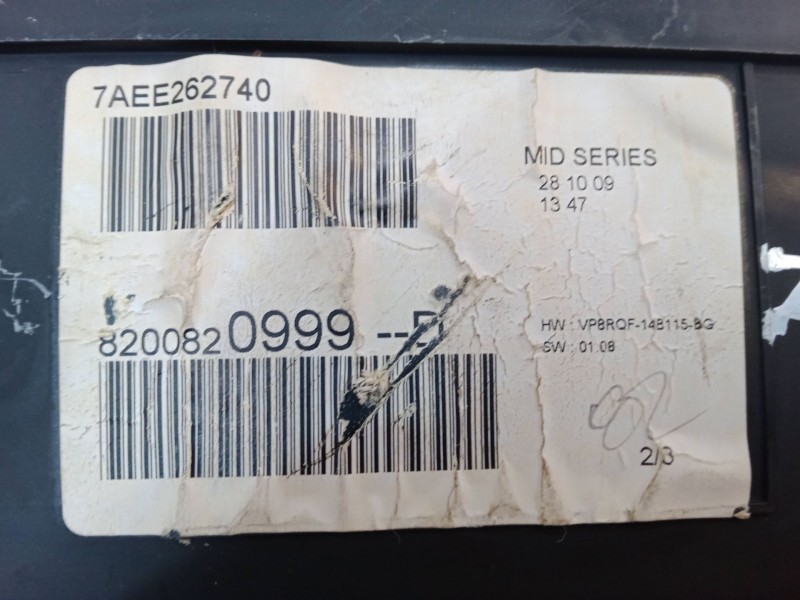 7AEE262740
MID SERIES
28 10 09
13 47
8200820999 --D
HW : VP8RQF-14B115-BG
SW : 01.08
2/3